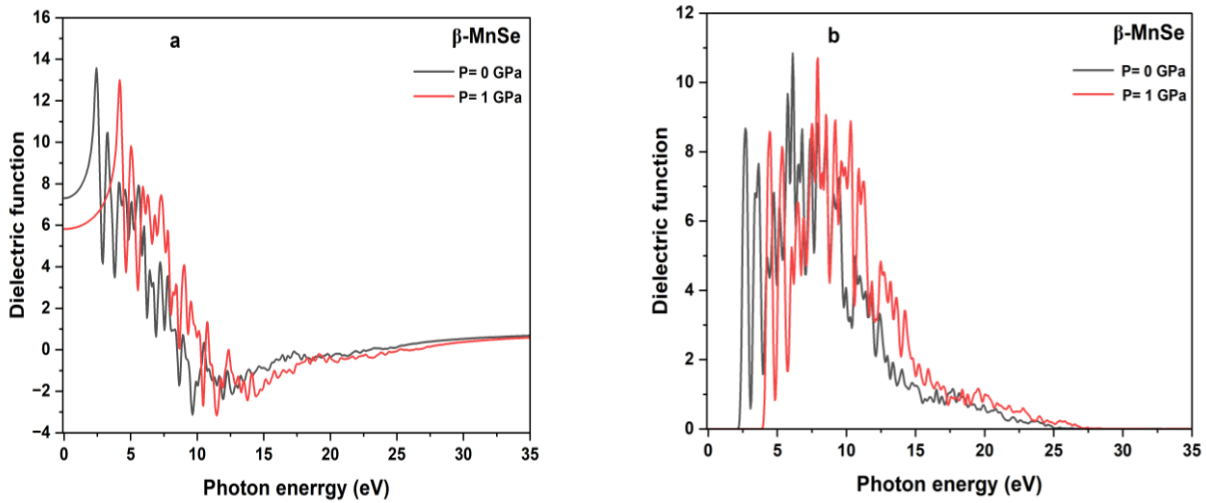 a
β-MnSe
P= 0 GPa
P= 1 GPa
Dielectric function
16
14
12
10
8
6
4
2
0
−2
−4
0
5
10
15
20
25
30
35
Photon enerrgy (eV)
b
β-MnSe
P= 0 GPa
P= 1 GPa
Dielectric function
12
10
8
6
4
2
0
0
5
10
15
20
25
30
35
Photon energy (eV)